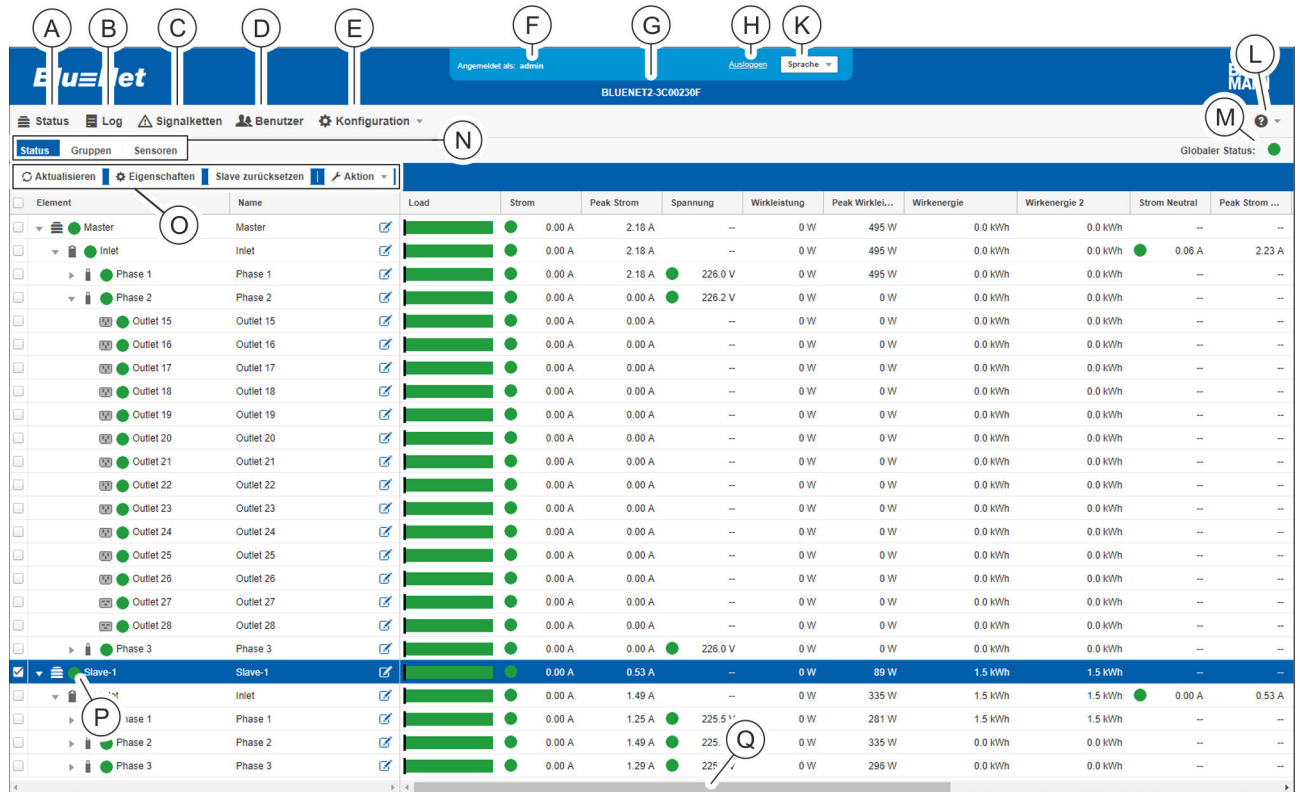 A B C D E F G H K L
Angemeldet als: admin Ausloggen Sprache
BLUENET2-3C00230F
Status Log Signalketten Benutzer Konfiguration
M
N
Status Gruppen Sensoren Globaler Status:
Aktualisieren Eigenschaften Slave zurücksetzen Aktion
O
Element Name Load Strom Peak Strom Spannung Wirkleistung Peak Wirklei... Wirkenergie Wirkenergie 2 Strom Neutral Peak Strom ...
Master Master 0.00 A 2.18 A -- 0 W 495 W 0.0 kWh 0.0 kWh -- --
Inlet Inlet 0.00 A 2.18 A -- 0 W 495 W 0.0 kWh 0.0 kWh 0.06 A 2.23 A
Phase 1 Phase 1 0.00 A 2.18 A 226.0 V 0 W 495 W 0.0 kWh 0.0 kWh -- --
Phase 2 Phase 2 0.00 A 0.00 A 226.2 V 0 W 0 W 0.0 kWh 0.0 kWh -- --
Outlet 15 Outlet 15 0.00 A 0.00 A -- 0 W 0 W 0.0 kWh 0.0 kWh -- --
Outlet 16 Outlet 16 0.00 A 0.00 A -- 0 W 0 W 0.0 kWh 0.0 kWh -- --
Outlet 17 Outlet 17 0.00 A 0.00 A -- 0 W 0 W 0.0 kWh 0.0 kWh -- --
Outlet 18 Outlet 18 0.00 A 0.00 A -- 0 W 0 W 0.0 kWh 0.0 kWh -- --
Outlet 19 Outlet 19 0.00 A 0.00 A -- 0 W 0 W 0.0 kWh 0.0 kWh -- --
Outlet 20 Outlet 20 0.00 A 0.00 A -- 0 W 0 W 0.0 kWh 0.0 kWh -- --
Outlet 21 Outlet 21 0.00 A 0.00 A -- 0 W 0 W 0.0 kWh 0.0 kWh -- --
Outlet 22 Outlet 22 0.00 A 0.00 A -- 0 W 0 W 0.0 kWh 0.0 kWh -- --
Outlet 23 Outlet 23 0.00 A 0.00 A -- 0 W 0 W 0.0 kWh 0.0 kWh -- --
Outlet 24 Outlet 24 0.00 A 0.00 A -- 0 W 0 W 0.0 kWh 0.0 kWh -- --
Outlet 25 Outlet 25 0.00 A 0.00 A -- 0 W 0 W 0.0 kWh 0.0 kWh -- --
Outlet 26 Outlet 26 0.00 A 0.00 A -- 0 W 0 W 0.0 kWh 0.0 kWh -- --
Outlet 27 Outlet 27 0.00 A 0.00 A -- 0 W 0 W 0.0 kWh 0.0 kWh -- --
Outlet 28 Outlet 28 0.00 A 0.00 A -- 0 W 0 W 0.0 kWh 0.0 kWh -- --
Phase 3 Phase 3 0.00 A 0.00 A 226.0 V 0 W 0 W 0.0 kWh 0.0 kWh -- --
Slave-1 Slave-1 0.00 A 0.53 A -- 0 W 89 W 1.5 kWh 1.5 kWh -- --
Inlet 0.00 A 1.49 A -- 0 W 335 W 1.5 kWh 1.5 kWh 0.00 A 0.53 A
P
Phase 1 0.00 A 1.25 A 225.5 0 W 281 W 1.5 kWh 1.5 kWh -- --
Phase 2 Phase 2 0.00 A 1.49 A 225. Q 0 W 335 W 0.0 kWh 0.0 kWh -- --
Phase 3 Phase 3 0.00 A 1.29 A 225 0 W 296 W 0.0 kWh 0.0 kWh -- --